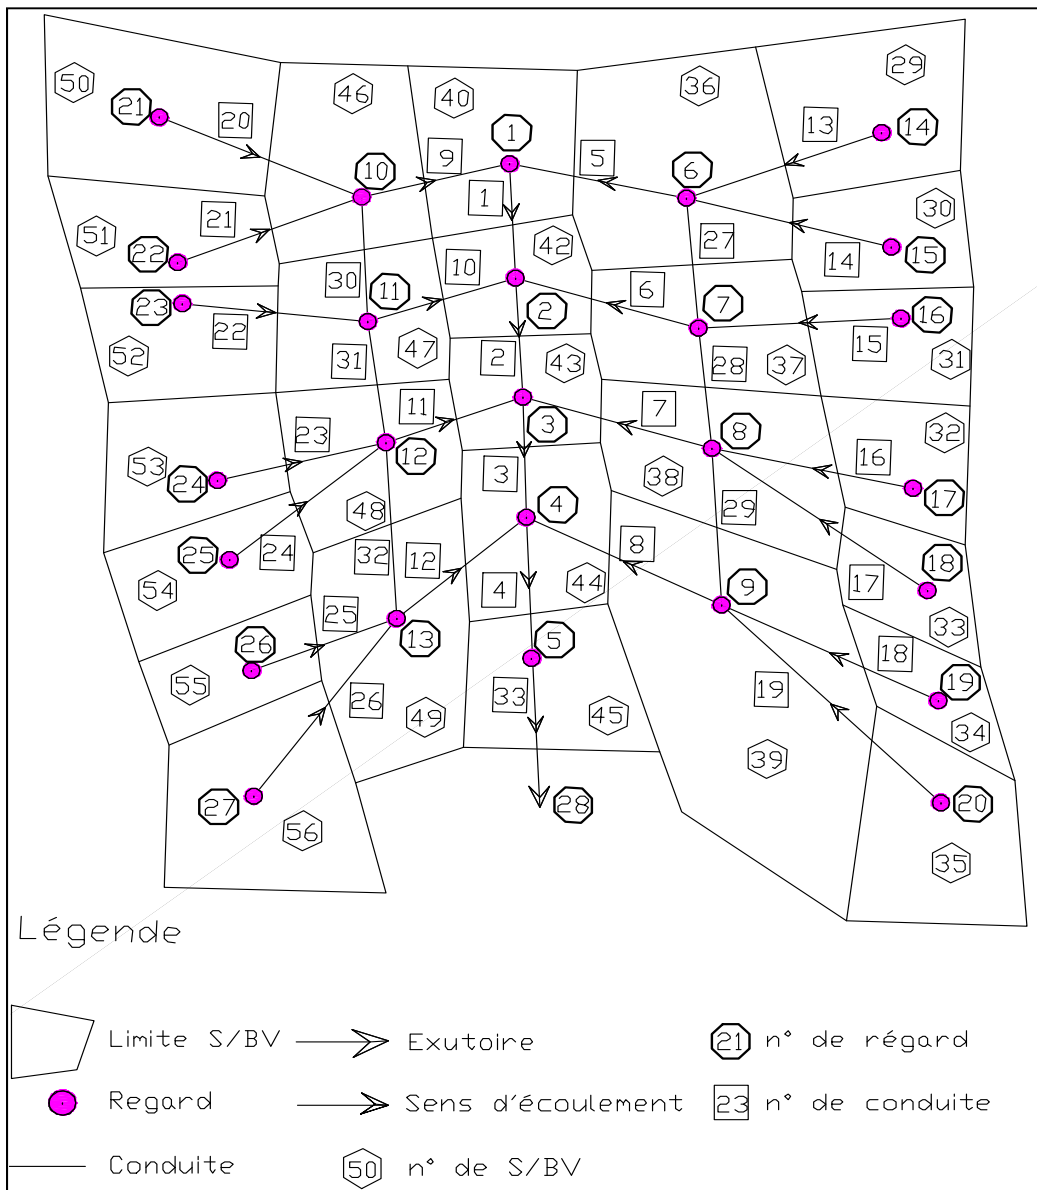 50 46 40 36 29
21 20 9 1 5 13 14
10 6
21 1 30
51 22 42 27 14 15
30 11 10 6 7 16
23 22 2
52 31 47 2 43 28 37 15 31
11 7
23 3 8 32
53 24 12 16
48 3 38 17
25 24 32 12 4 29
54 8 18
4 44 9 17
25 33
26 13 5 18
55 26 49 33 45 19 19
34
27 39
56 28 20
35
Légende
Limite S/BV Exutoire 21 n° de régard
Regard Sens d'écoulement 23 n° de conduite
Conduite 50 n° de S/BV